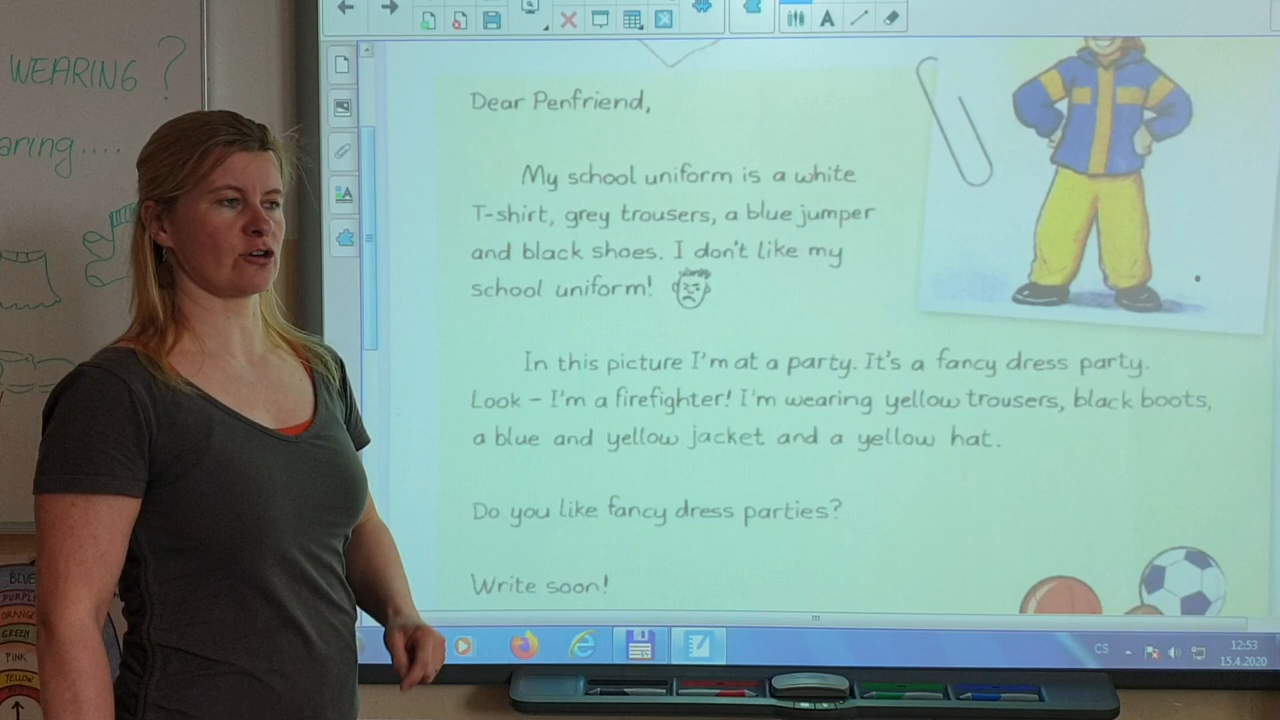 WEARING?
aring....
Dear Penfriend,
My school uniform is a white
T-shirt, grey trousers, a blue jumper
and black shoes. I don't like my
school uniform!
In this picture I'm at a party. It's a fancy dress party.
Look - I'm a firefighter! I'm wearing yellow trousers, black boots,
a blue and yellow jacket and a yellow hat.
Do you like fancy dress parties?
Write soon!
BLUE
PURPL
ORANGE
GREEN
PINK
YELLOW
CS
12:53
15.4.2020